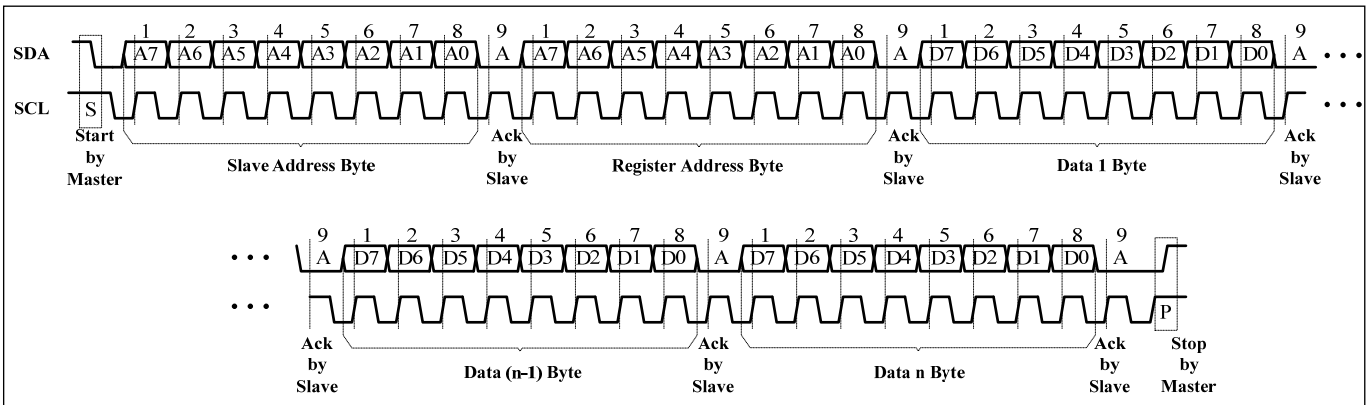 1 2 3 4 5 6 7 8 9 1 2 3 4 5 6 7 8 9 1 2 3 4 5 6 7 8 9
SDA A7 A6 A5 A4 A3 A2 A1 A0 A A7 A6 A5 A4 A3 A2 A1 A0 A D7 D6 D5 D4 D3 D2 D1 D0 A
SCL S
Start by Master
Slave Address Byte
Ack by Slave
Register Address Byte
Ack by Slave
Data 1 Byte
Ack by Slave
9 1 2 3 4 5 6 7 8 9 1 2 3 4 5 6 7 8 9
A D7 D6 D5 D4 D3 D2 D1 D0 A D7 D6 D5 D4 D3 D2 D1 D0 A
P
Ack by Slave
Data (n-1) Byte
Ack by Slave
Data n Byte
Ack by Slave
Stop by Master